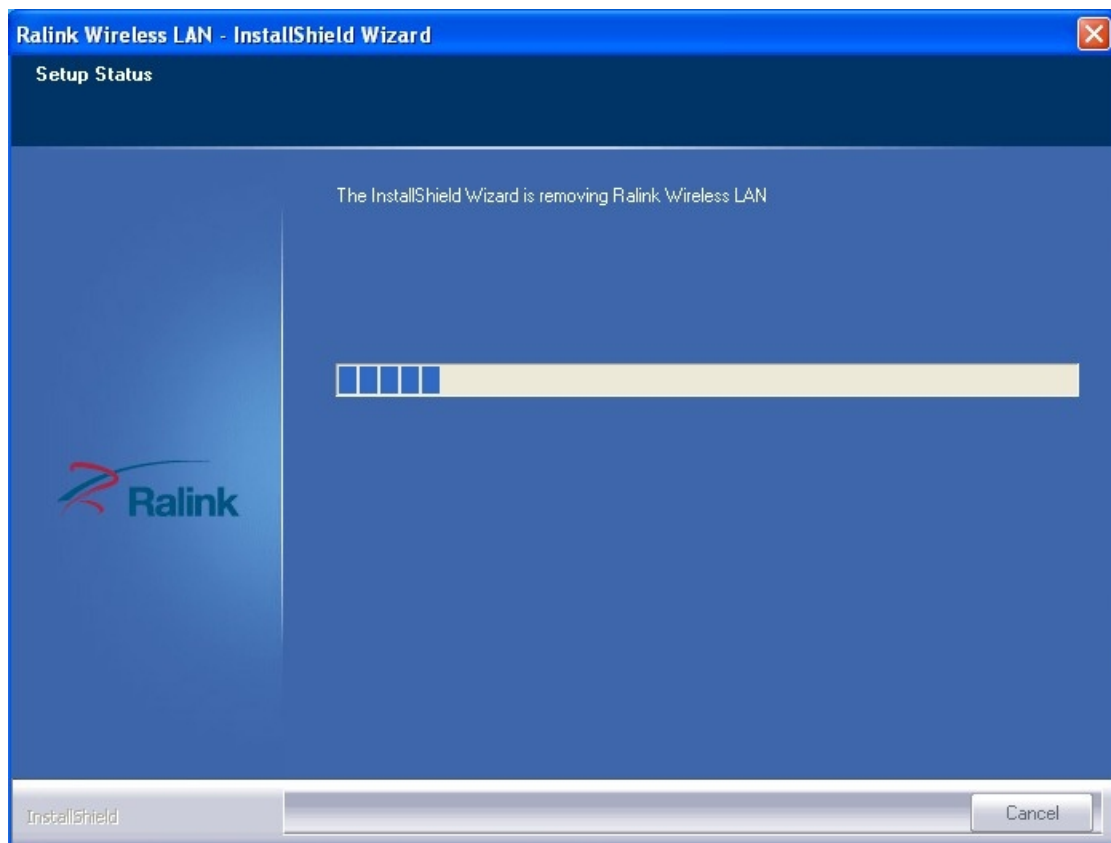 Ralink Wireless LAN - InstallShield Wizard
Setup Status
The InstallShield Wizard is removing Ralink Wireless LAN
Ralink
InstallShield
Cancel